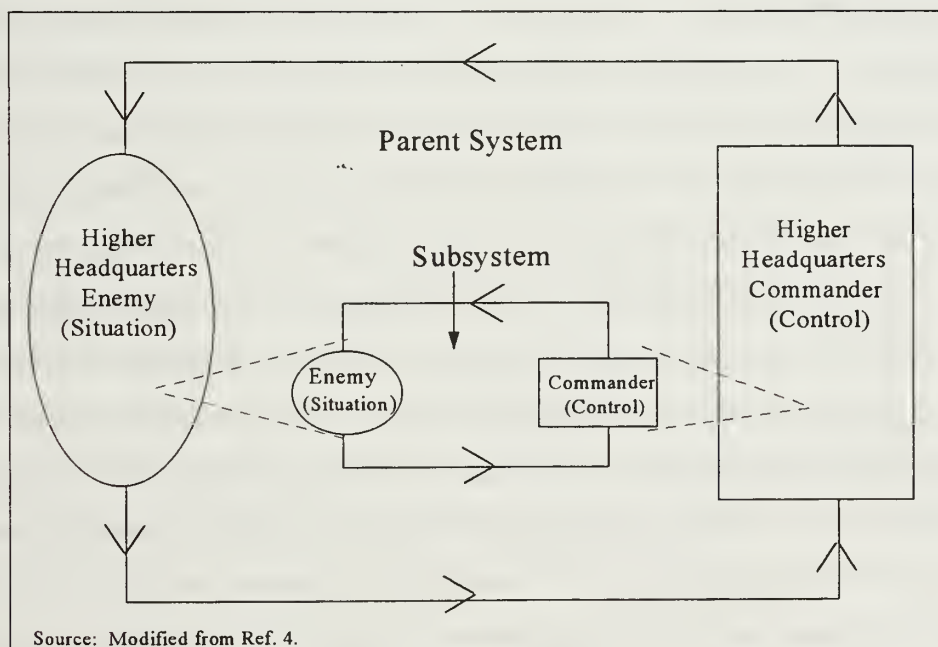 Parent System
Higher
Headquarters
Enemy
(Situation)
Higher
Headquarters
Commander
(Control)
Subsystem
Enemy
(Situation)
Commander
(Control)
Source: Modified from Ref. 4.